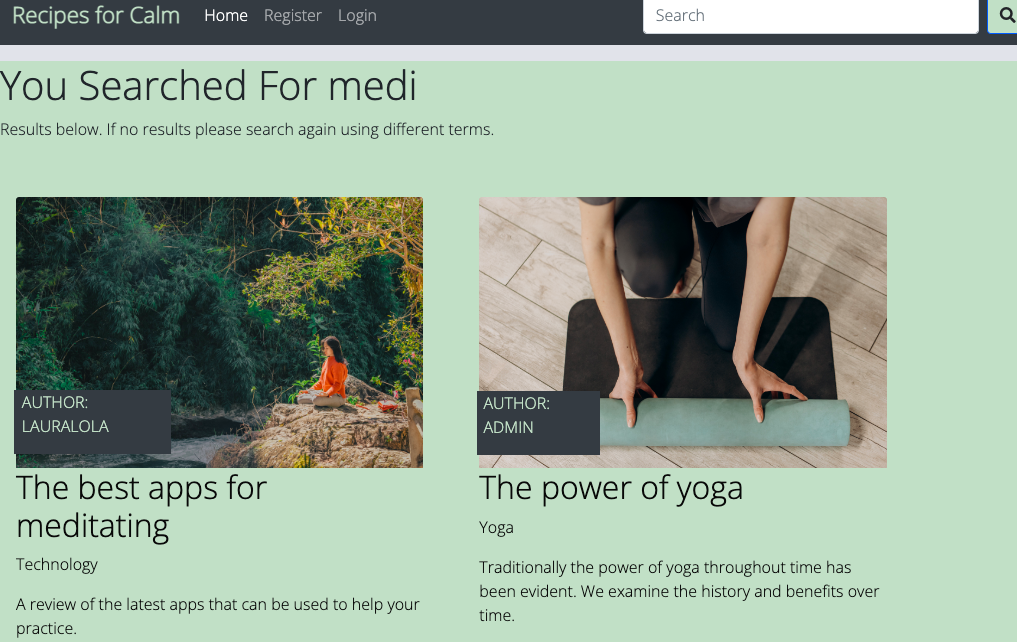 Recipes for Calm Home Register Login Search
You Searched For medi
Results below. If no results please search again using different terms.
AUTHOR:
LAURALOLA
The best apps for
meditating
Technology
A review of the latest apps that can be used to help your
practice.
AUTHOR:
ADMIN
The power of yoga
Yoga
Traditionally the power of yoga throughout time has
been evident. We examine the history and benefits over
time.